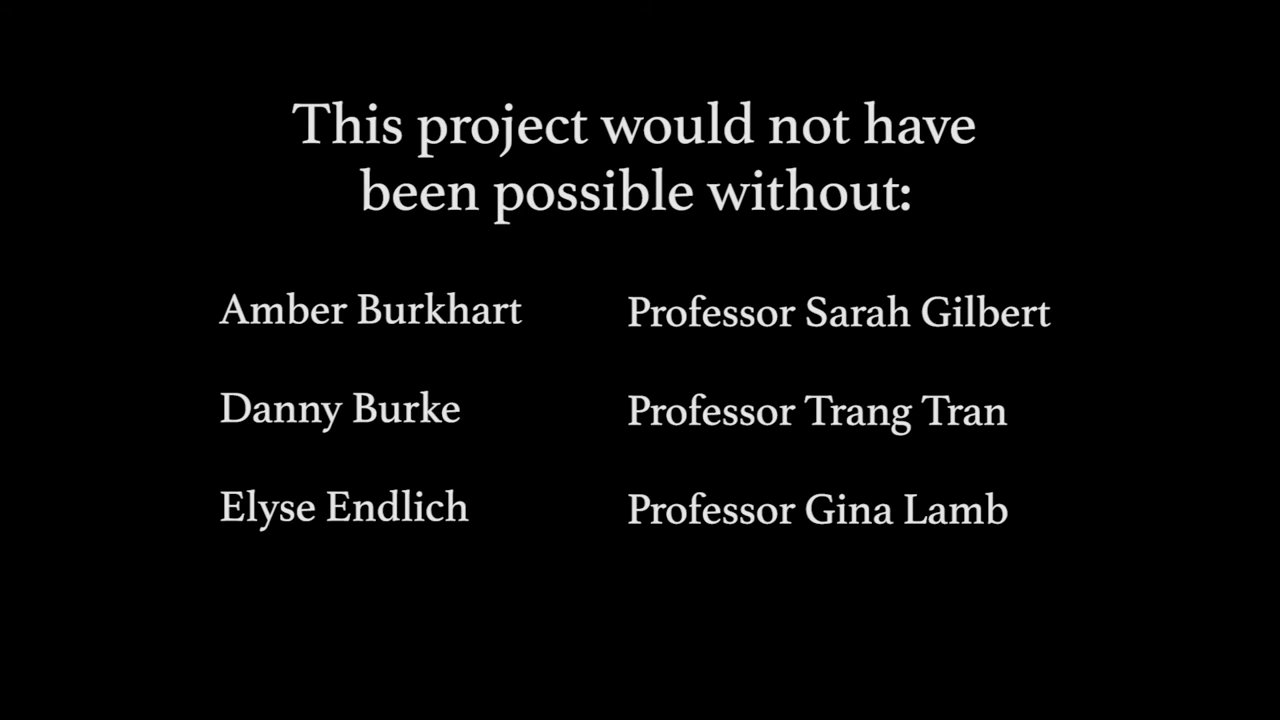 This project would not have
been possible without:
Amber Burkhart
Professor Sarah Gilbert
Danny Burke
Professor Trang Tran
Elyse Endlich
Professor Gina Lamb